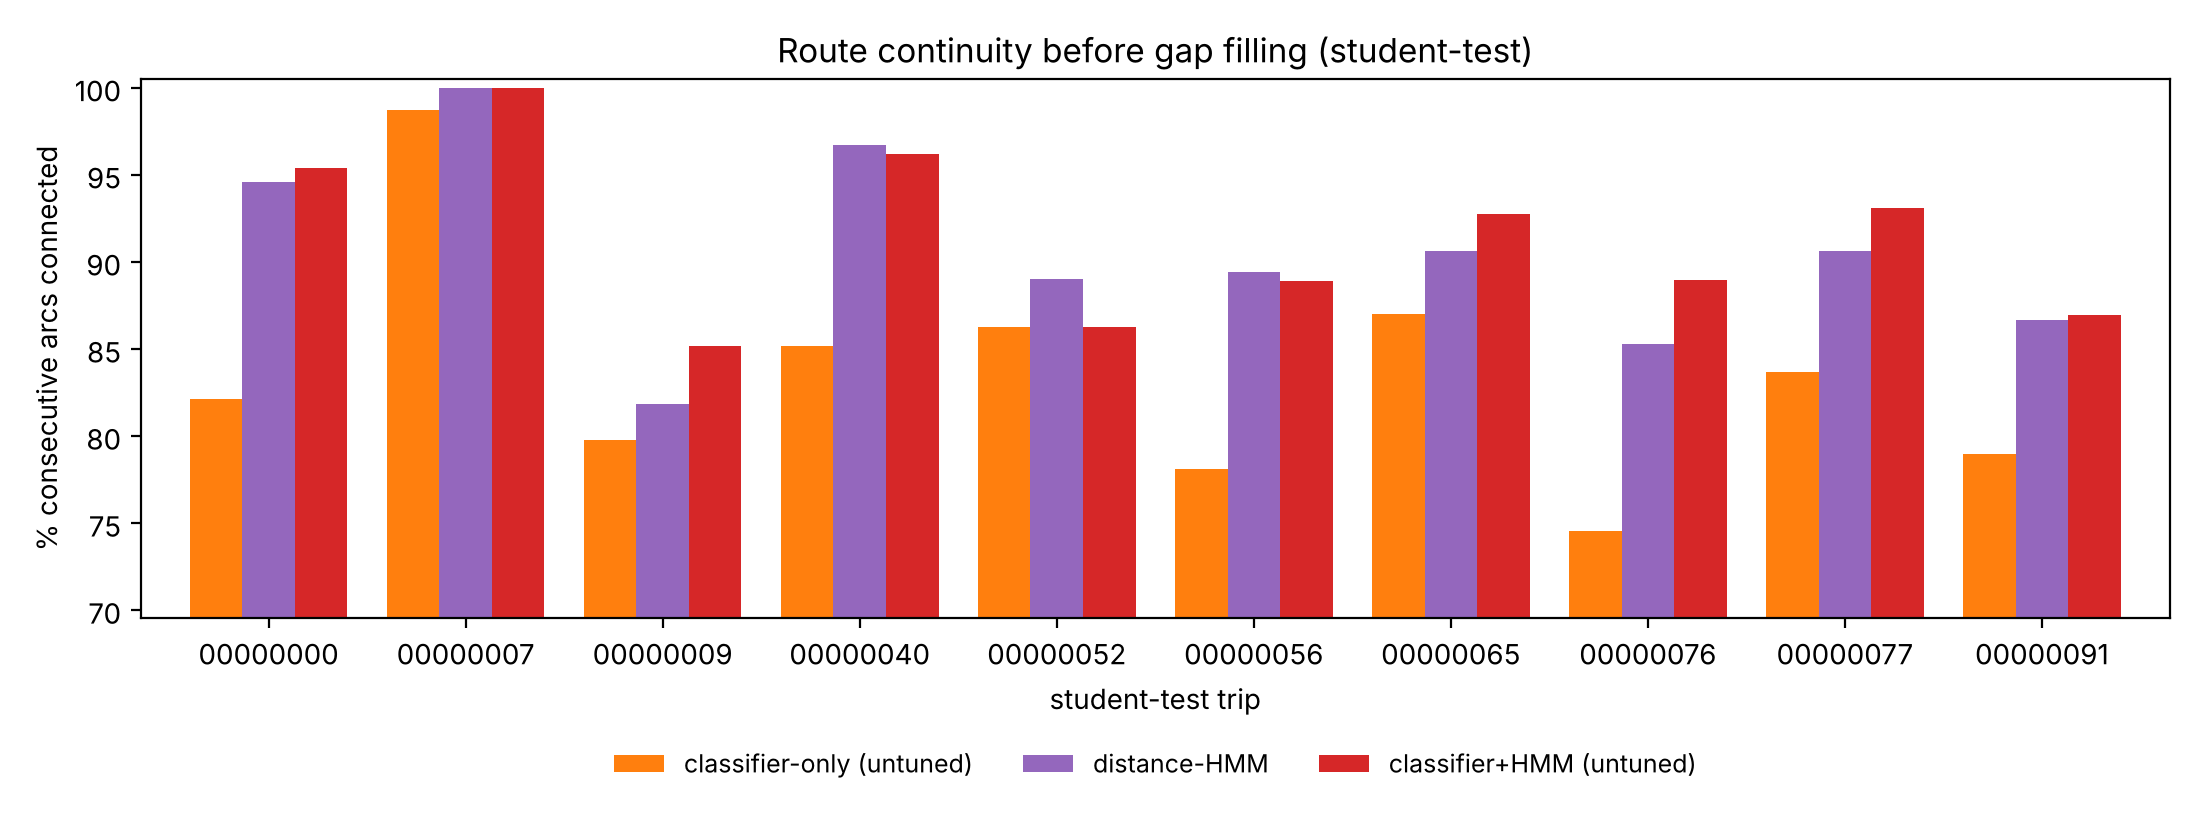 Route continuity before gap filling (student-test)
% consecutive arcs connected
100
95
90
85
80
75
70
00000000 00000007 00000009 00000040 00000052 00000056 00000065 00000076 00000077 00000091
student-test trip
classifier-only (untuned) distance-HMM classifier+HMM (untuned)